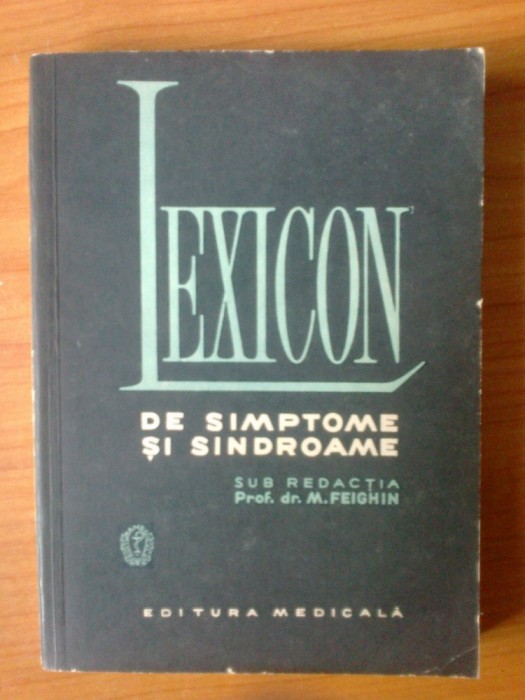 LEXICON
DE SIMPTOME
ȘI SINDROAME
SUB REDACȚIA
Prof. dr. M. FEIGHIN
EDITURA MEDICALĂ